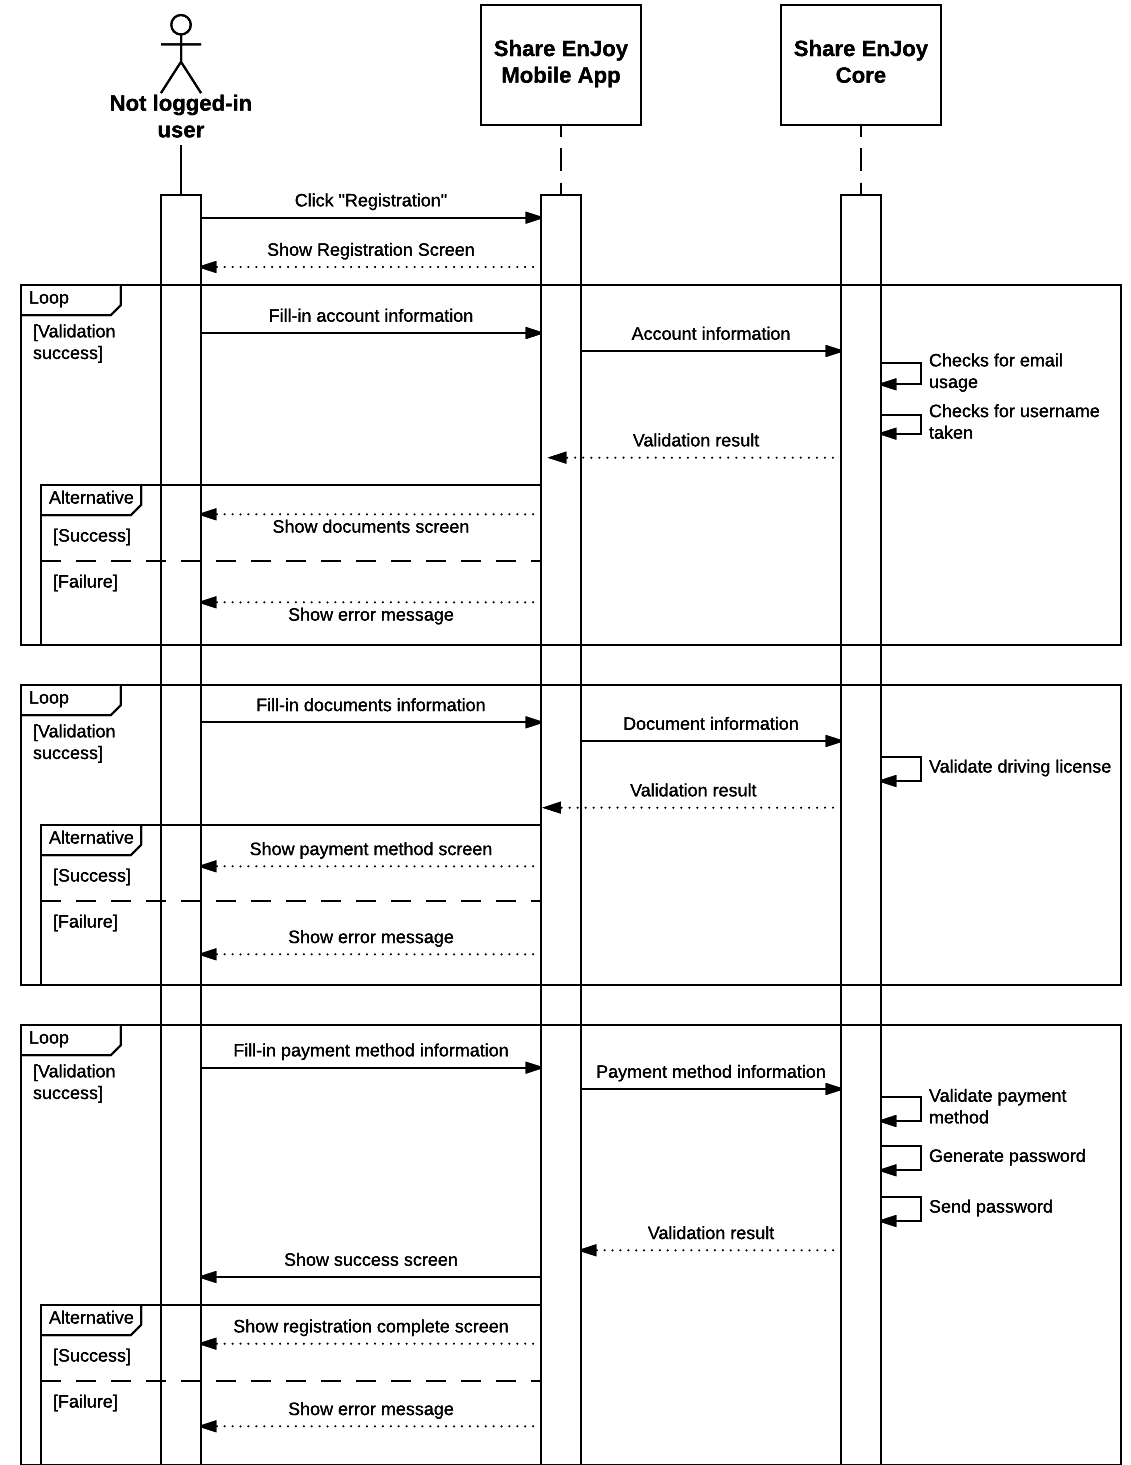 Not logged-in
user
Share EnJoy
Mobile App
Share EnJoy
Core
Click "Registration"
Show Registration Screen
Loop
[Validation
success]
Fill-in account information
Account information
Checks for email
usage
Checks for username
taken
Validation result
Alternative
[Success]
Show documents screen
[Failure]
Show error message
Loop
[Validation
success]
Fill-in documents information
Document information
Validate driving license
Validation result
Alternative
[Success]
Show payment method screen
[Failure]
Show error message
Loop
[Validation
success]
Fill-in payment method information
Payment method information
Validate payment
method
Generate password
Send password
Validation result
Show success screen
Alternative
[Success]
Show registration complete screen
[Failure]
Show error message